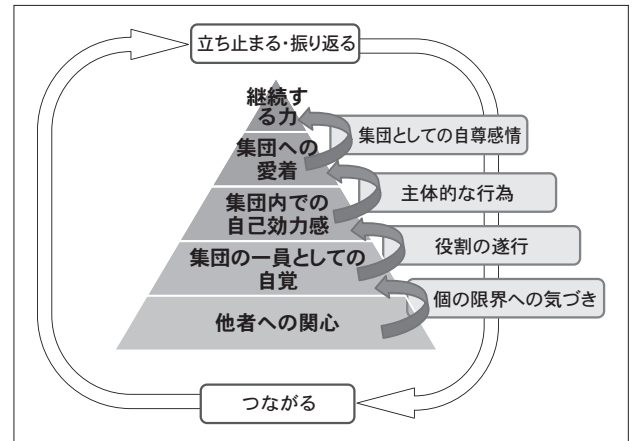 立ち止まる・振り返る
継続す
る力
集団としての自尊感情
集団への
愛着
主体的な行為
集団内での
自己効力感
役割の遂行
集団の一員としての
自覚
個の限界への気づき
他者への関心
つながる